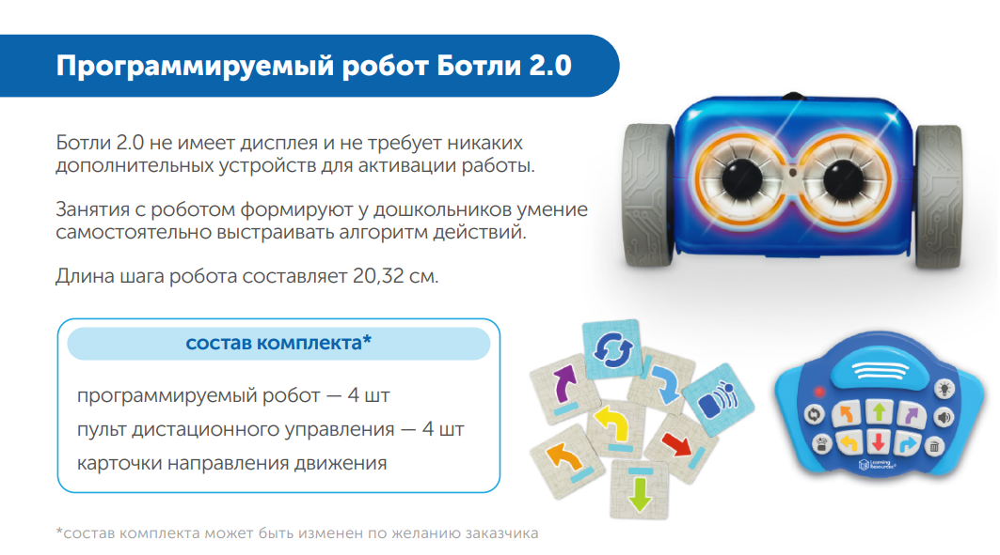 Программируемый робот Ботли 2.0
Ботли 2.0 не имеет дисплея и не требует никаких
дополнительных устройств для активации работы.
Занятия с роботом формируют у дошкольников умение
самостоятельно выстраивать алгоритм действий.
Длина шага робота составляет 20,32 см.
состав комплекта*
программируемый робот — 4 шт
пульт дистационного управления — 4 шт
карточки направления движения
Learning
Resources®
*состав комплекта может быть изменен по желанию заказчика